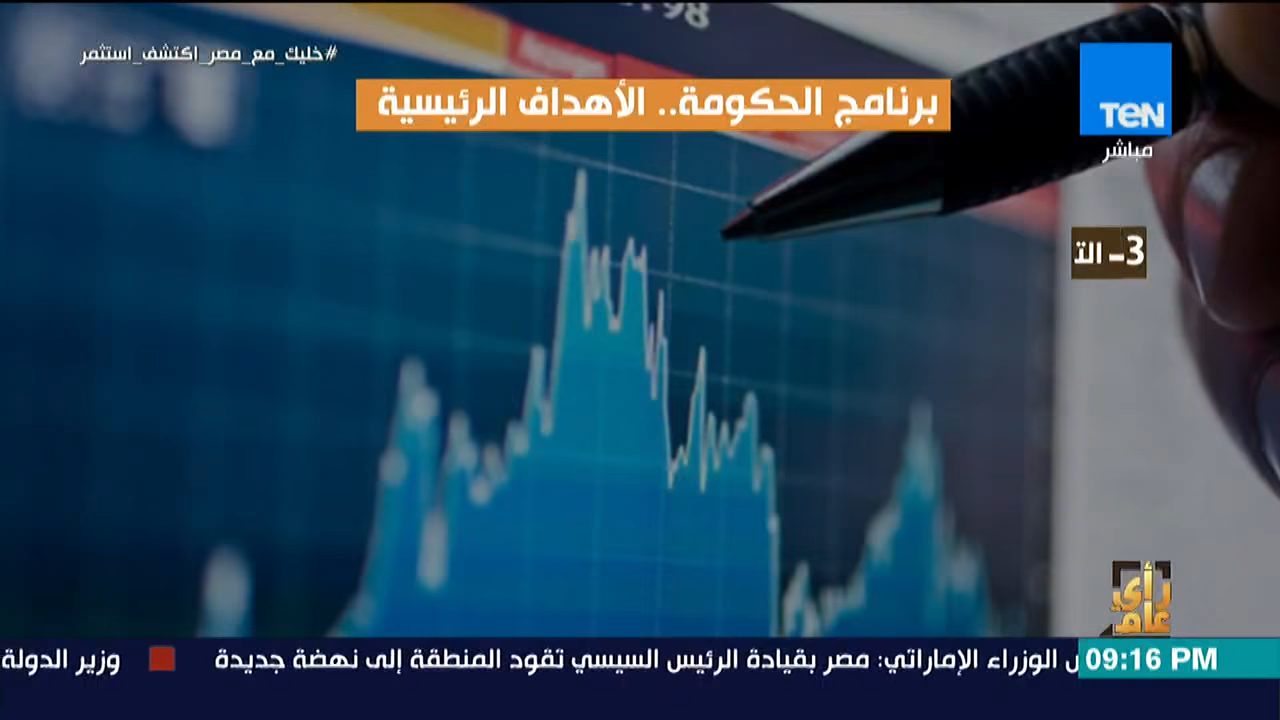 #خليك_مع_مصر_اكتشف_استثمر
برنامج الحكومة.. الأهداف الرئيسية
TEN
مباشر
3- الت
رأي عام
الوزراء الإماراتي: مصر بقيادة الرئيس السيسي تقود المنطقة إلى نهضة جديدة
وزير الدولة
09:16 PM